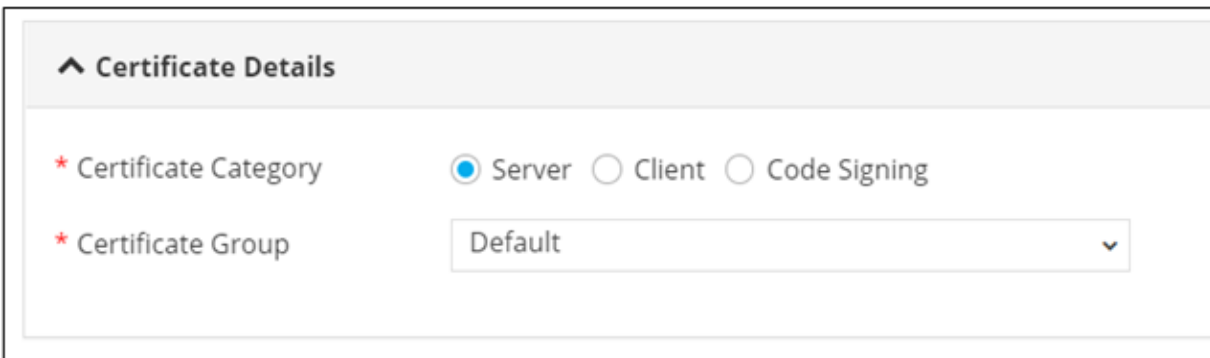 Certificate Details
* Certificate Category Server Client Code Signing
* Certificate Group Default